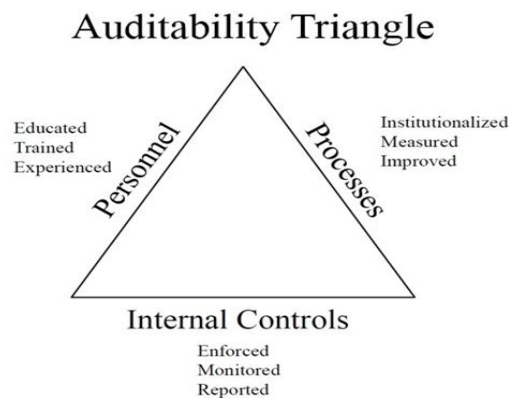 Auditability Triangle
Educated
Trained
Experienced
Personnel
Processes
Institutionalized
Measured
Improved
Internal Controls
Enforced
Monitored
Reported